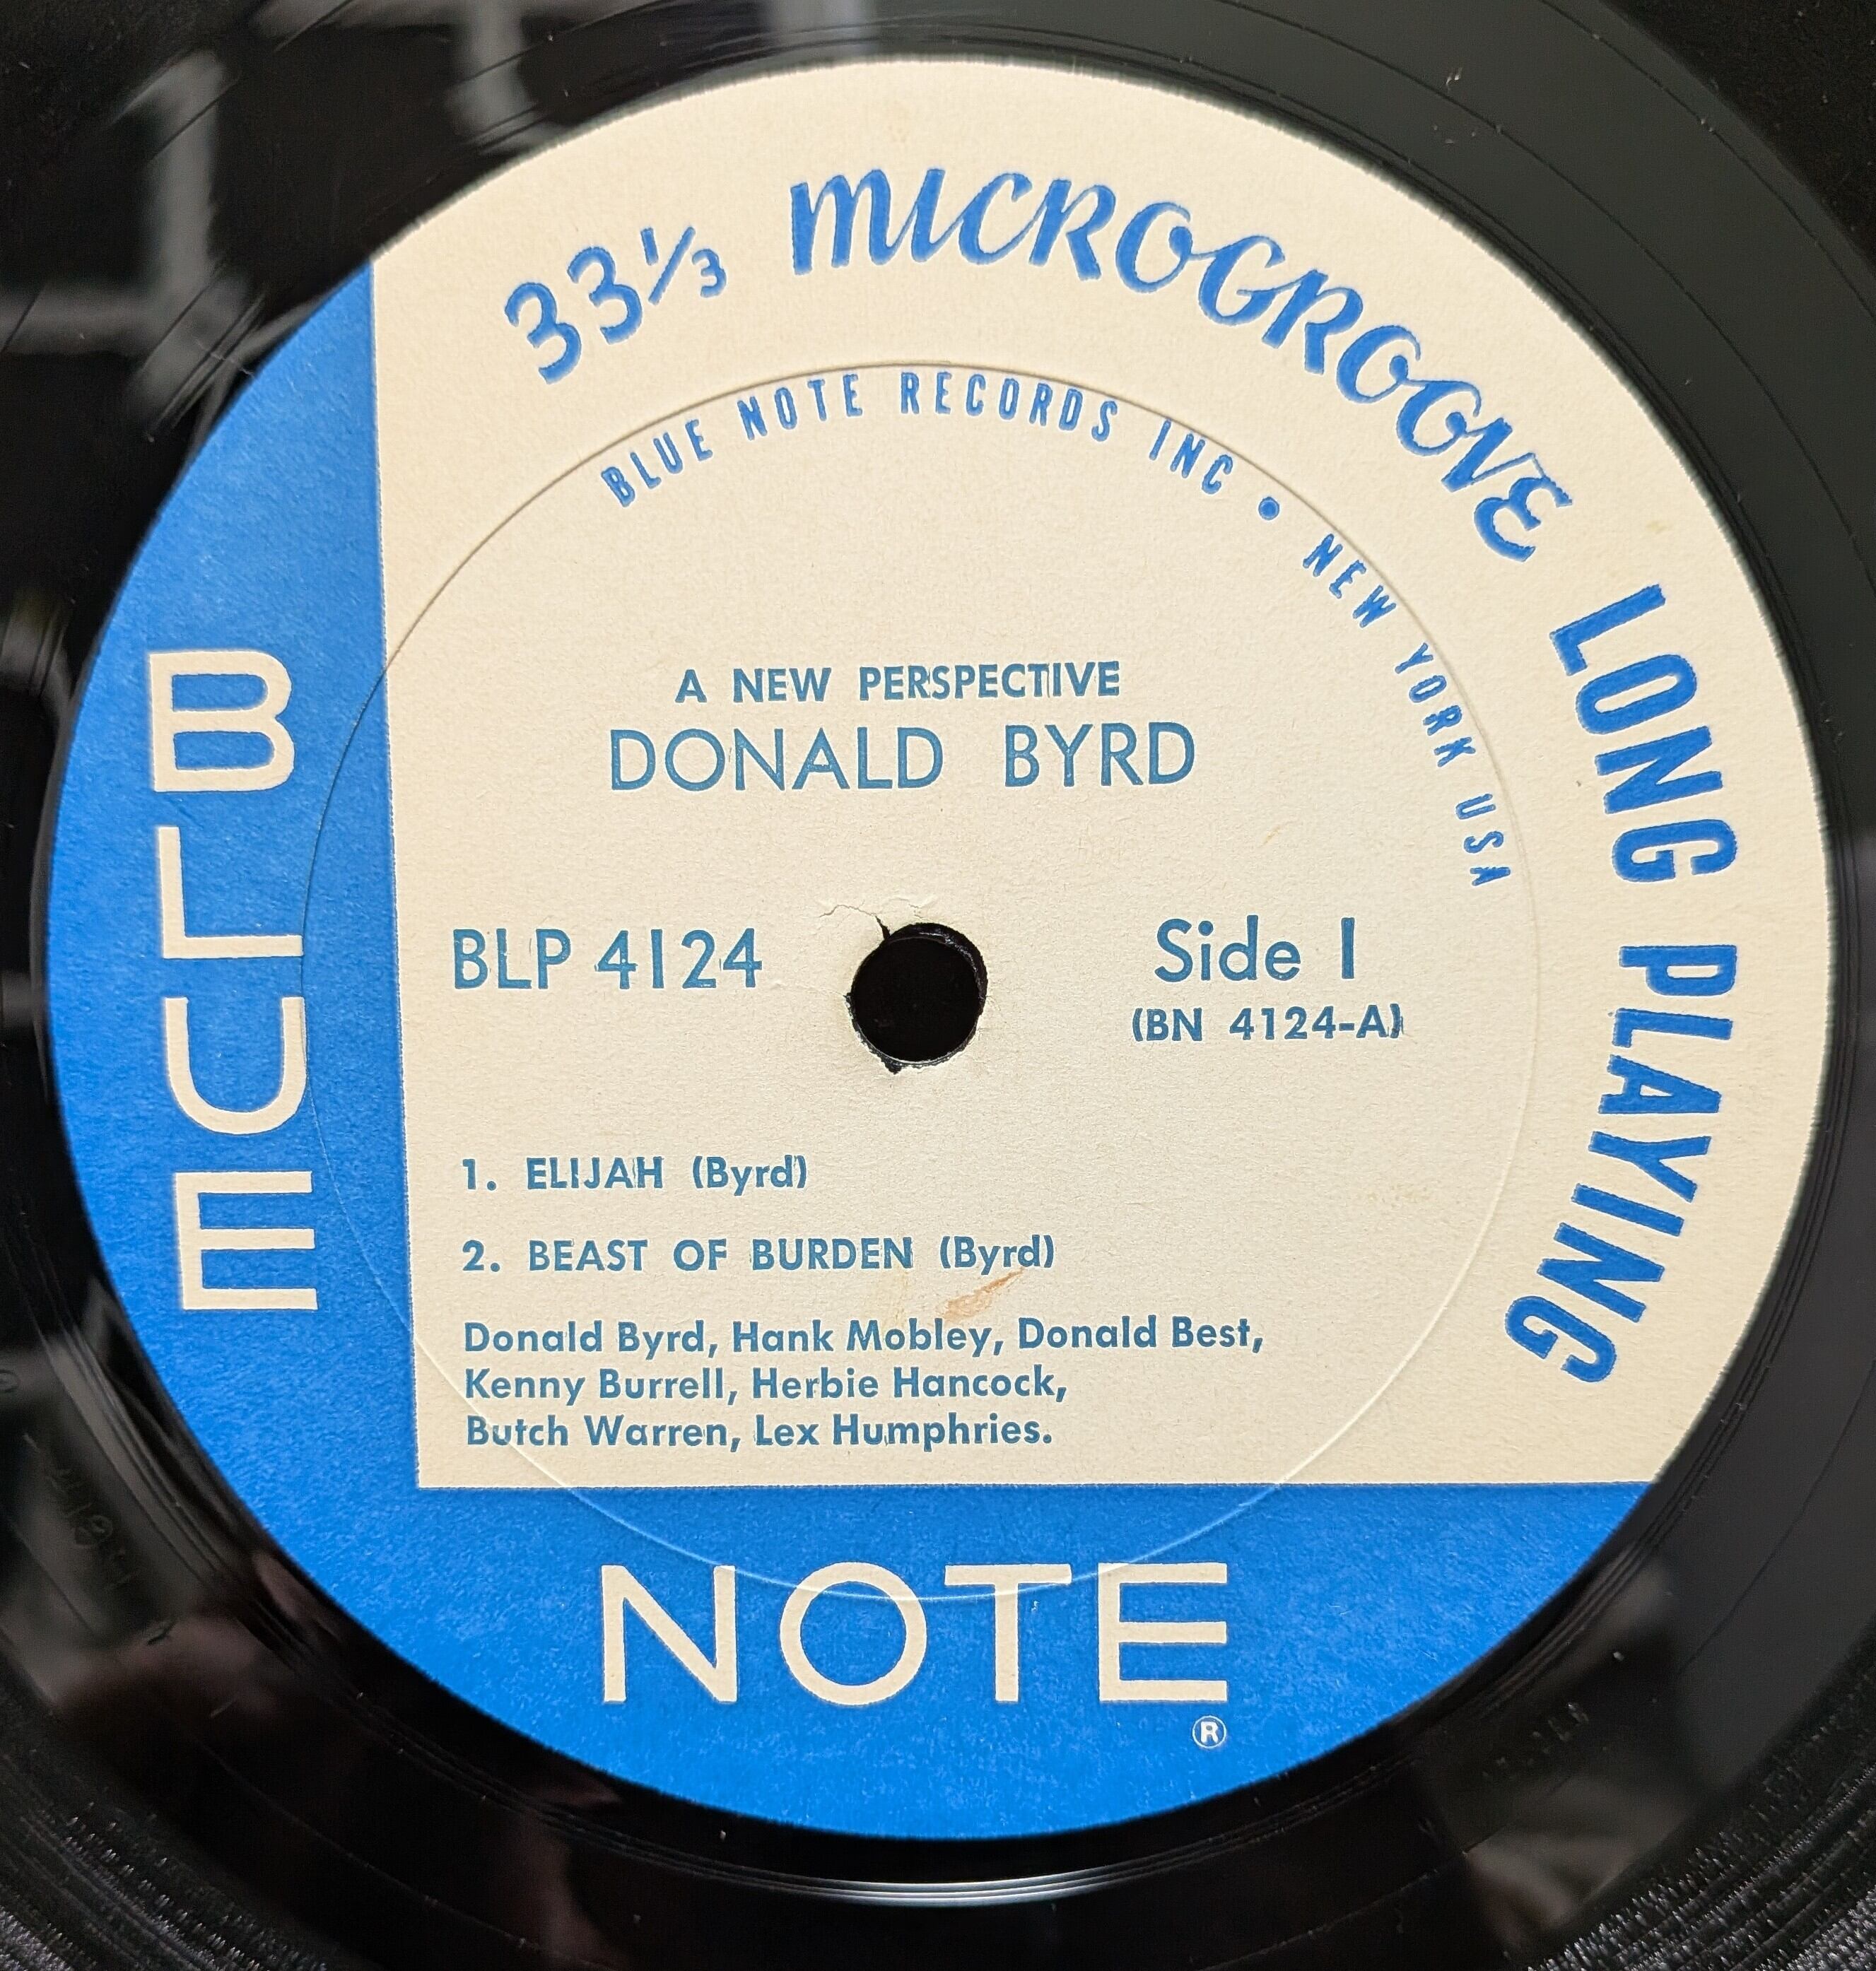 33⅓ MICROGROOVE LONG PLAYING
BLUE NOTE RECORDS INC • NEW YORK USA
A NEW PERSPECTIVE
DONALD BYRD
BLP 4124
Side 1
(BN 4124-A)
1. ELIJAH (Byrd)
2. BEAST OF BURDEN (Byrd)
Donald Byrd, Hank Mobley, Donald Best,
Kenny Burrell, Herbie Hancock,
Butch Warren, Lex Humphries.
BLUE
NOTE
®